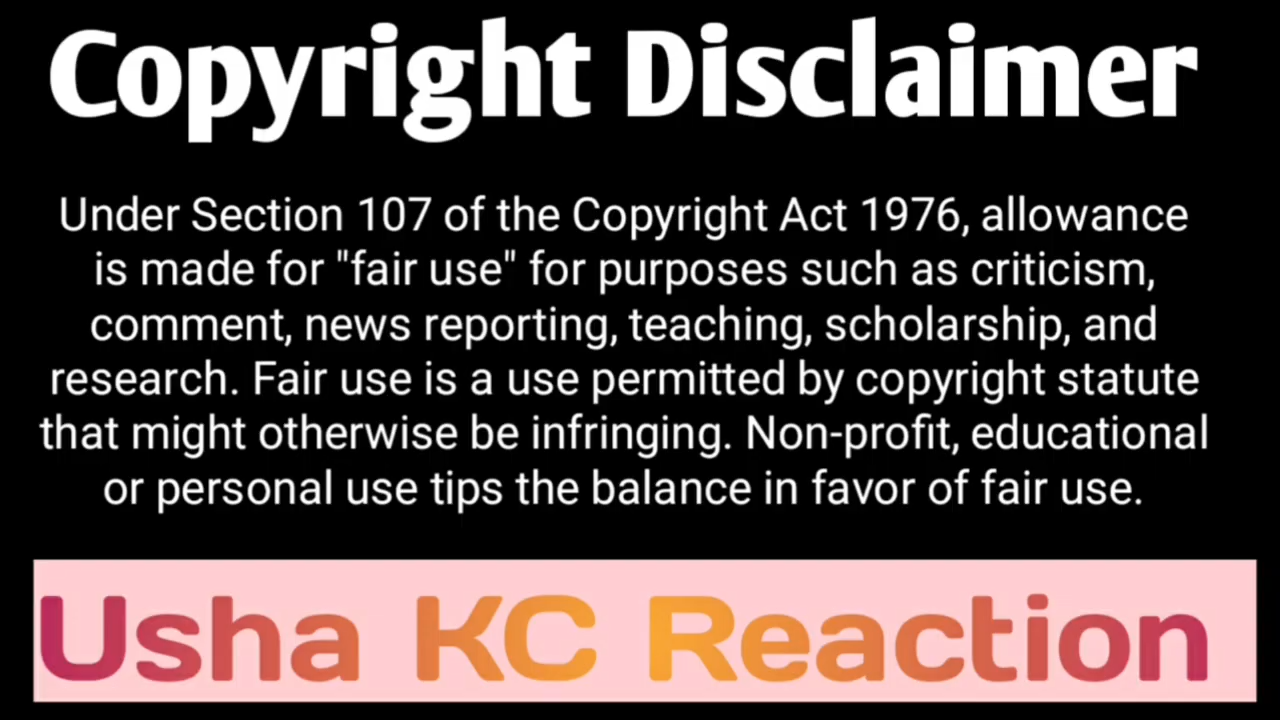 Copyright Disclaimer
Under Section 107 of the Copyright Act 1976, allowance
is made for "fair use" for purposes such as criticism,
comment, news reporting, teaching, scholarship, and
research. Fair use is a use permitted by copyright statute
that might otherwise be infringing. Non-profit, educational
or personal use tips the balance in favor of fair use.
Usha KC Reaction